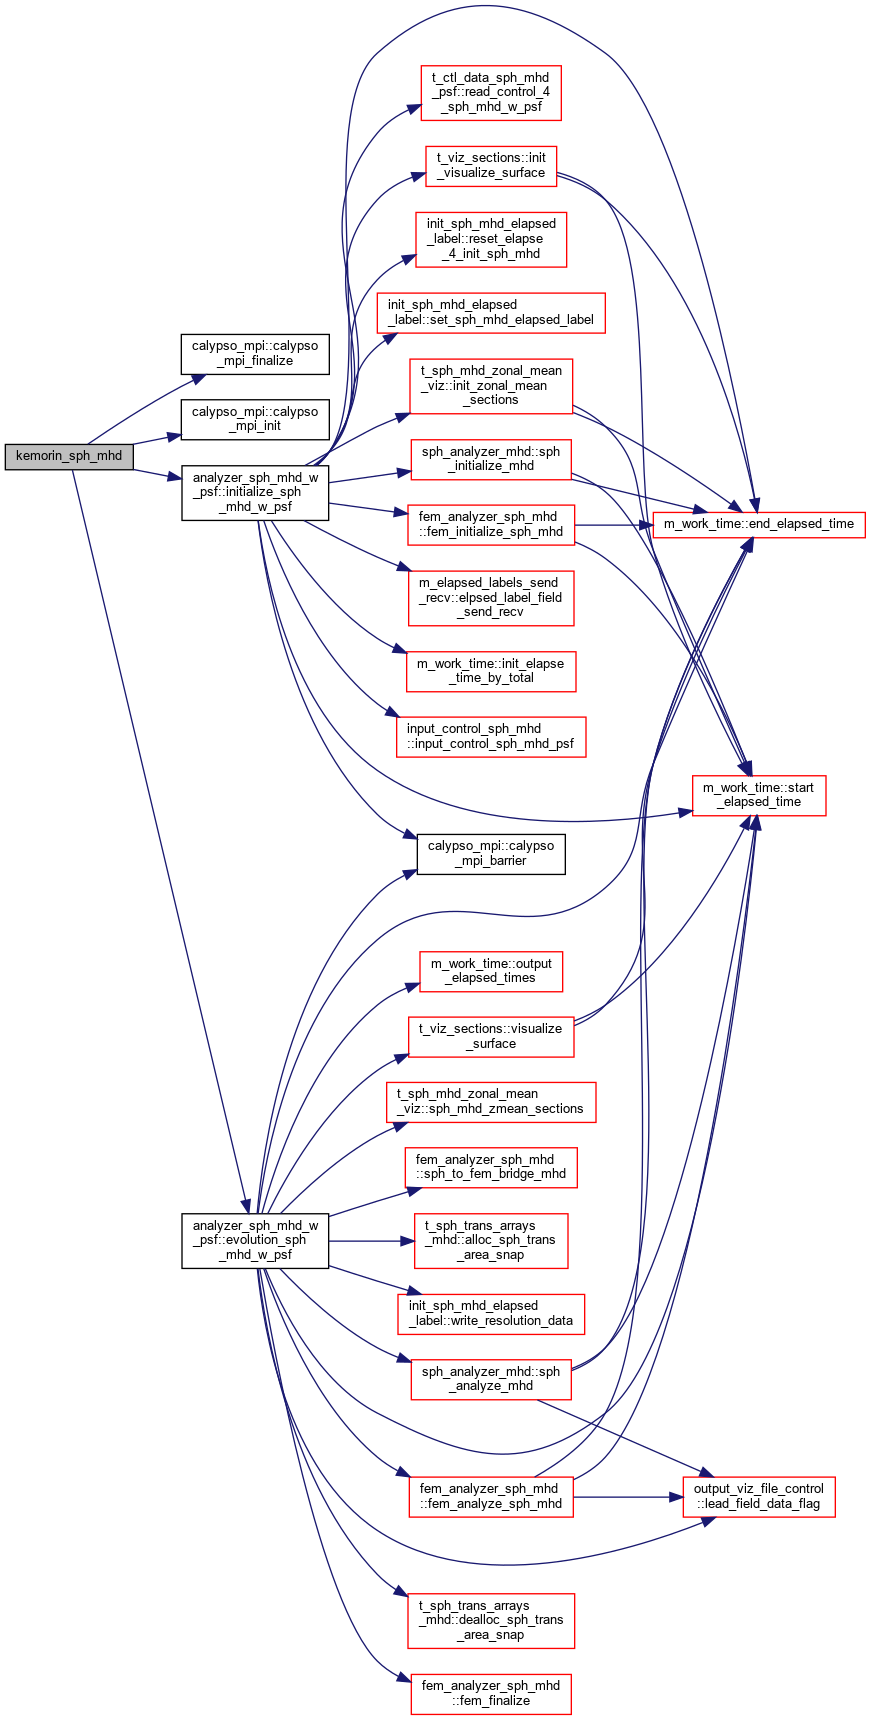 t_ctl_data_sph_mhd
_psf::read_control_4
_sph_mhd_w_psf
t_viz_sections::init
_visualize_surface
init_sph_mhd_elapsed
_label::reset_elapse
_4_init_sph_mhd
init_sph_mhd_elapsed
_label::set_sph_mhd_elapsed_label
calypso_mpi::calypso
_mpi_finalize
t_sph_mhd_zonal_mean
_viz::init_zonal_mean
_sections
calypso_mpi::calypso
_mpi_init
kemorin_sph_mhd
sph_analyzer_mhd::sph
_initialize_mhd
analyzer_sph_mhd_w
_psf::initialize_sph
_mhd_w_psf
fem_analyzer_sph_mhd
::fem_initialize_sph_mhd
m_work_time::end_elapsed_time
m_elapsed_labels_send
_recv::elpsed_label_field
_send_recv
m_work_time::init_elapse
_time_by_total
input_control_sph_mhd
::input_control_sph_mhd_psf
m_work_time::start
_elapsed_time
calypso_mpi::calypso
_mpi_barrier
m_work_time::output
_elapsed_times
t_viz_sections::visualize
_surface
t_sph_mhd_zonal_mean
_viz::sph_mhd_zmean_sections
fem_analyzer_sph_mhd
::sph_to_fem_bridge_mhd
analyzer_sph_mhd_w
_psf::evolution_sph
_mhd_w_psf
t_sph_trans_arrays
_mhd::alloc_sph_trans
_area_snap
init_sph_mhd_elapsed
_label::write_resolution_data
sph_analyzer_mhd::sph
_analyze_mhd
fem_analyzer_sph_mhd
::fem_analyze_sph_mhd
output_viz_file_control
::lead_field_data_flag
t_sph_trans_arrays
_mhd::dealloc_sph_trans
_area_snap
fem_analyzer_sph_mhd
::fem_finalize